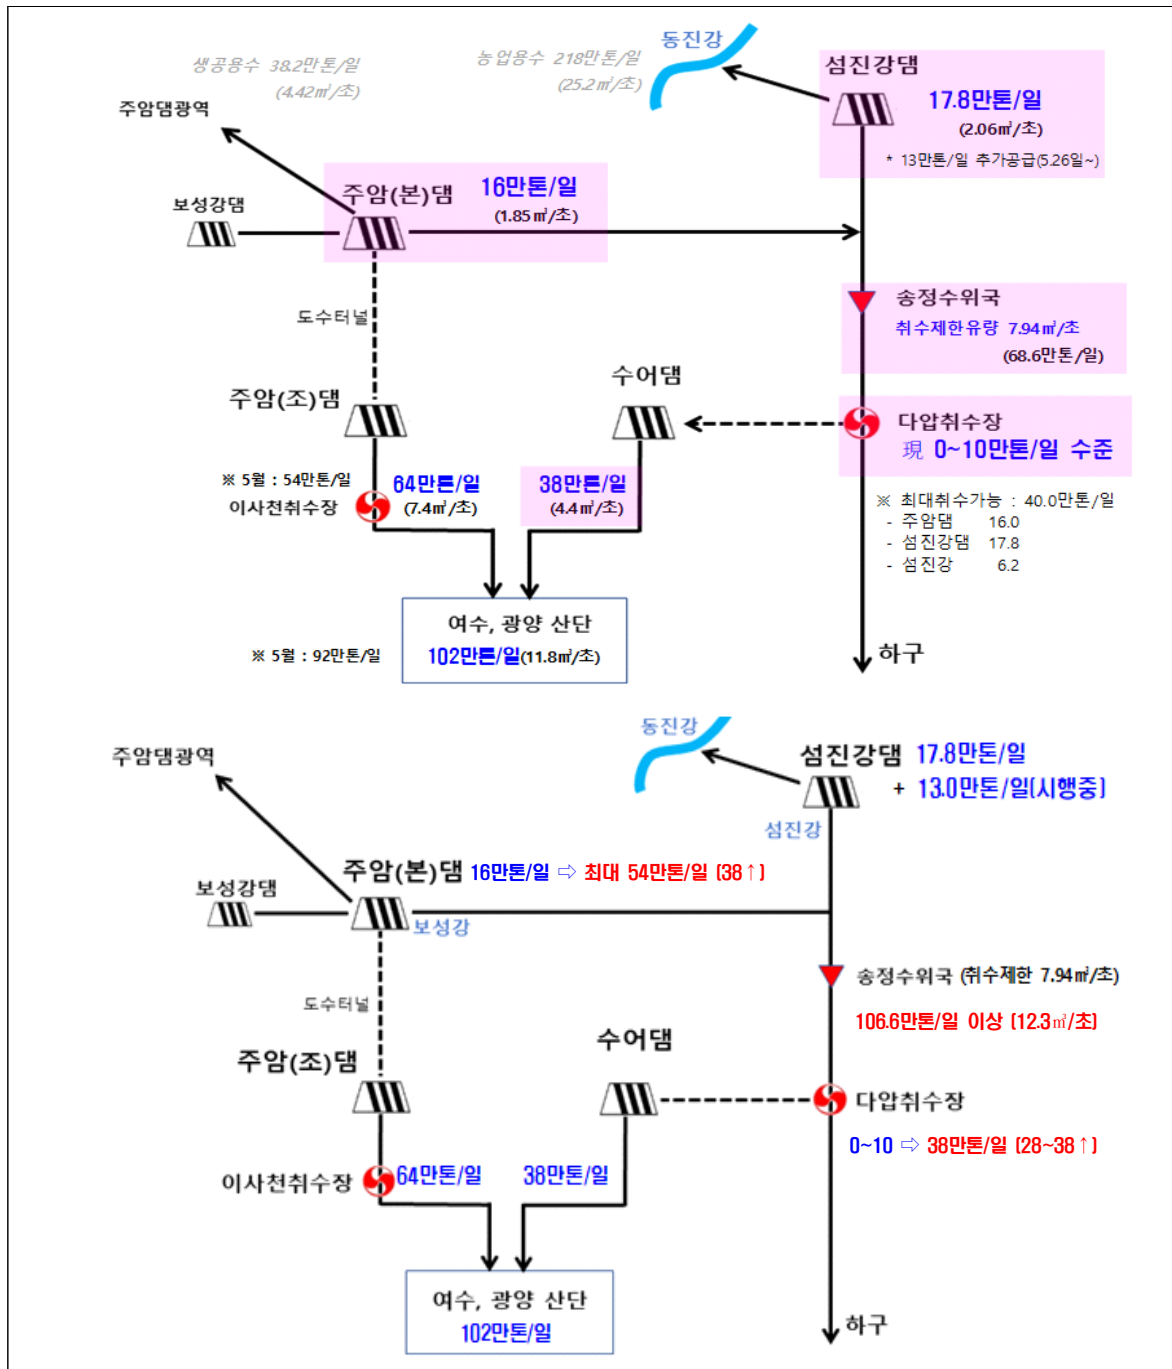 동진강
생공용수 38.2만톤/일
(4.42㎥/초)
농업용수 218만톤/일
(25.2㎥/초)
섬진강댐
17.8만톤/일
(2.06㎥/초)
* 13만톤/일 추가공급(5.26일~)
주암댐광역
주암(본)댐
16만톤/일
(1.85㎥/초)
보성강댐
송정수위국
취수제한유량 7.94㎥/초
(68.6만톤/일)
도수터널
수어댐
주암(조)댐
다압취수장
現 0~10만톤/일 수준
※ 5월 : 54만톤/일
이사천취수장
64만톤/일
(7.4㎥/초)
38만톤/일
(4.4㎥/초)
※ 최대취수가능 : 40.0만톤/일
- 주암댐 16.0
- 섬진강댐 17.8
- 섬진강 6.2
여수, 광양 산단
102만톤/일(11.8㎥/초)
※ 5월 : 92만톤/일
하구
동진강
주암댐광역
섬진강댐 17.8만톤/일
+ 13.0만톤/일(시행중)
섬진강
주암(본)댐 16만톤/일 ⇨ 최대 54만톤/일 (38↑)
보성강댐
보성강
송정수위국 (취수제한 7.94㎥/초)
106.6만톤/일 이상 (12.3㎥/초)
도수터널
수어댐
주암(조)댐
다압취수장
0~10 ⇨ 38만톤/일 (28~38↑)
이사천취수장
64만톤/일
38만톤/일
여수, 광양 산단
102만톤/일
하구